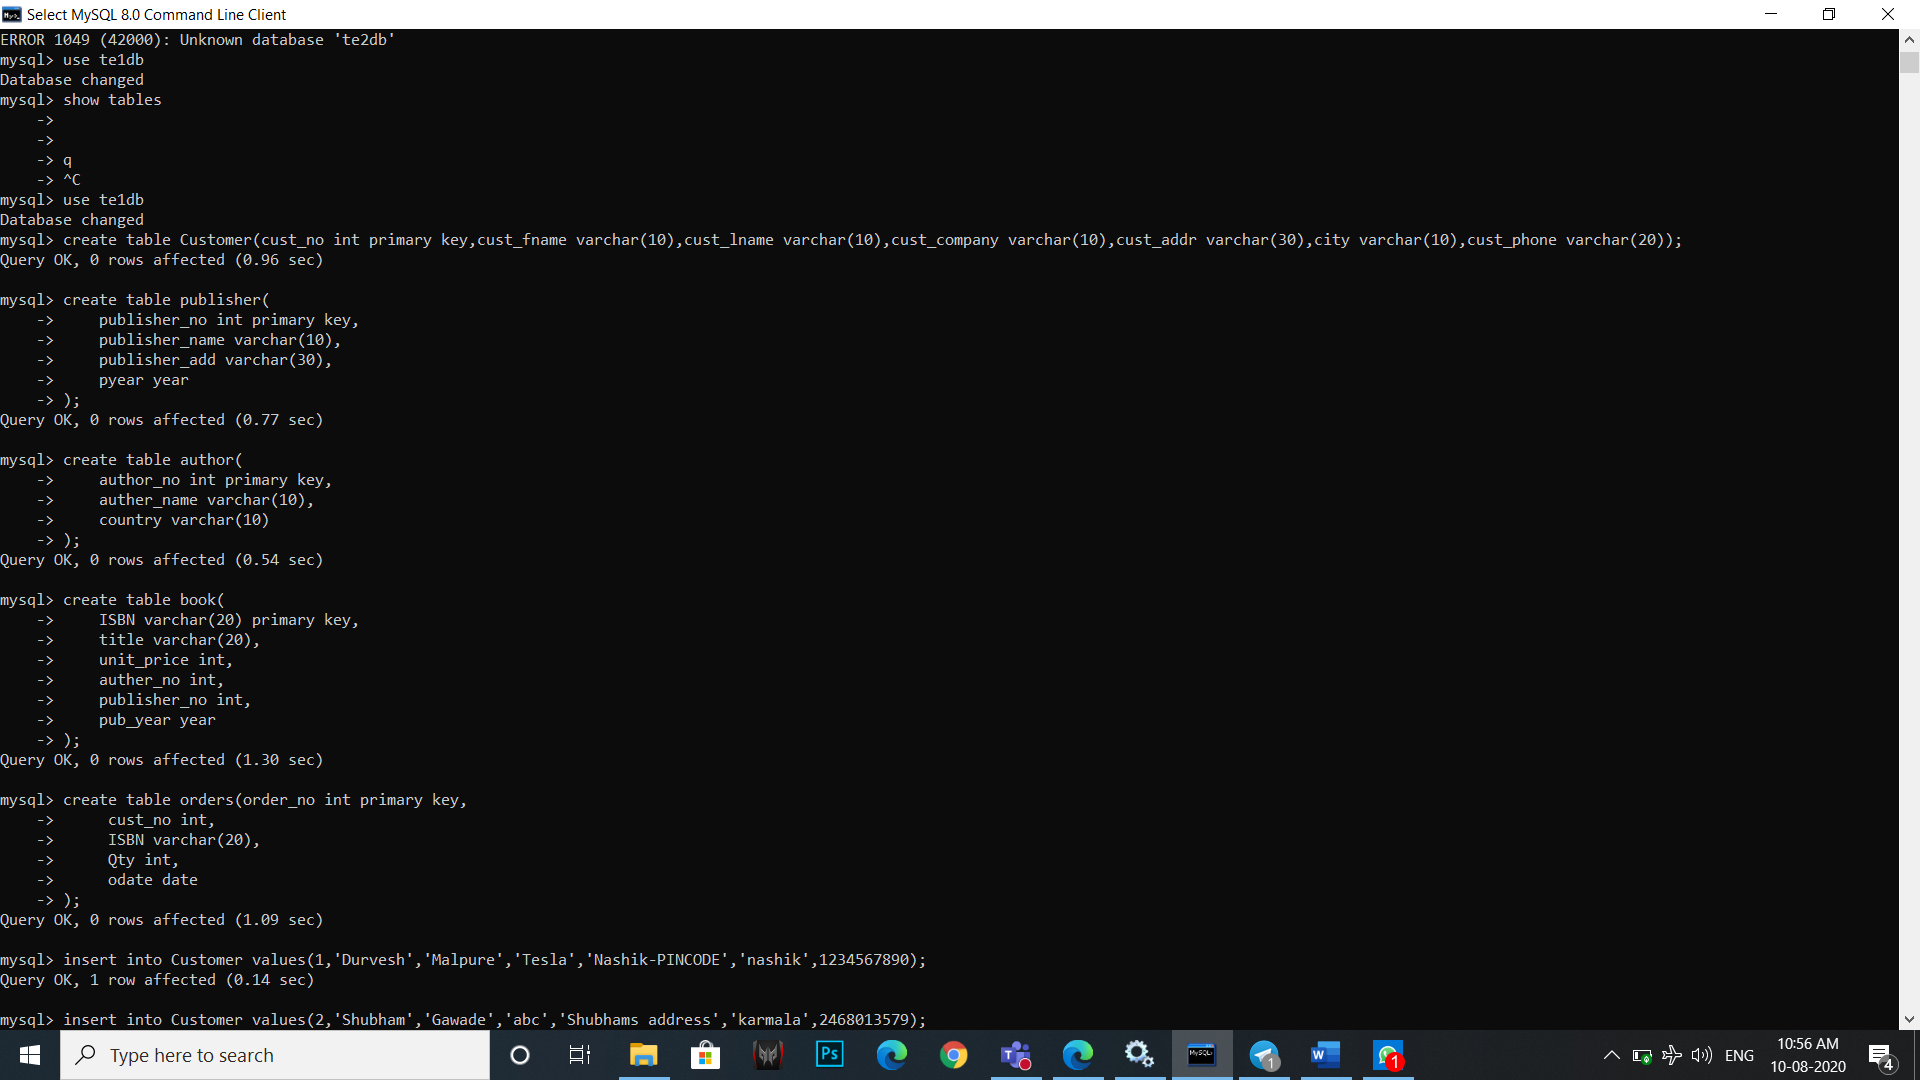 Select MySQL 8.0 Command Line Client
ERROR 1049 (42000): Unknown database 'te2db'
mysql> use te1db
Database changed
mysql> show tables
    ->
    ->
    -> q
    -> ^C
mysql> use te1db
Database changed
mysql> create table Customer(cust_no int primary key,cust_fname varchar(10),cust_lname varchar(10),cust_company varchar(10),cust_addr varchar(30),city varchar(10),cust_phone varchar(20));
Query OK, 0 rows affected (0.96 sec)

mysql> create table publisher(
    ->     publisher_no int primary key,
    ->     publisher_name varchar(10),
    ->     publisher_add varchar(30),
    ->     pyear year
    -> );
Query OK, 0 rows affected (0.77 sec)

mysql> create table author(
    ->     author_no int primary key,
    ->     auther_name varchar(10),
    ->     country varchar(10)
    -> );
Query OK, 0 rows affected (0.54 sec)

mysql> create table book(
    ->     ISBN varchar(20) primary key,
    ->     title varchar(20),
    ->     unit_price int,
    ->     auther_no int,
    ->     publisher_no int,
    ->     pub_year year
    -> );
Query OK, 0 rows affected (1.30 sec)

mysql> create table orders(order_no int primary key,
    ->      cust_no int,
    ->      ISBN varchar(20),
    ->      Qty int,
    ->      odate date
    -> );
Query OK, 0 rows affected (1.09 sec)

mysql> insert into Customer values(1,'Durvesh','Malpure','Tesla','Nashik-PINCODE','nashik',1234567890);
Query OK, 1 row affected (0.14 sec)

mysql> insert into Customer values(2,'Shubham','Gawade','abc','Shubhams address','karmala',2468013579);
Type here to search
Ps
T
MySQL
1
W
1
ENG
10:56 AM
10-08-2020
4